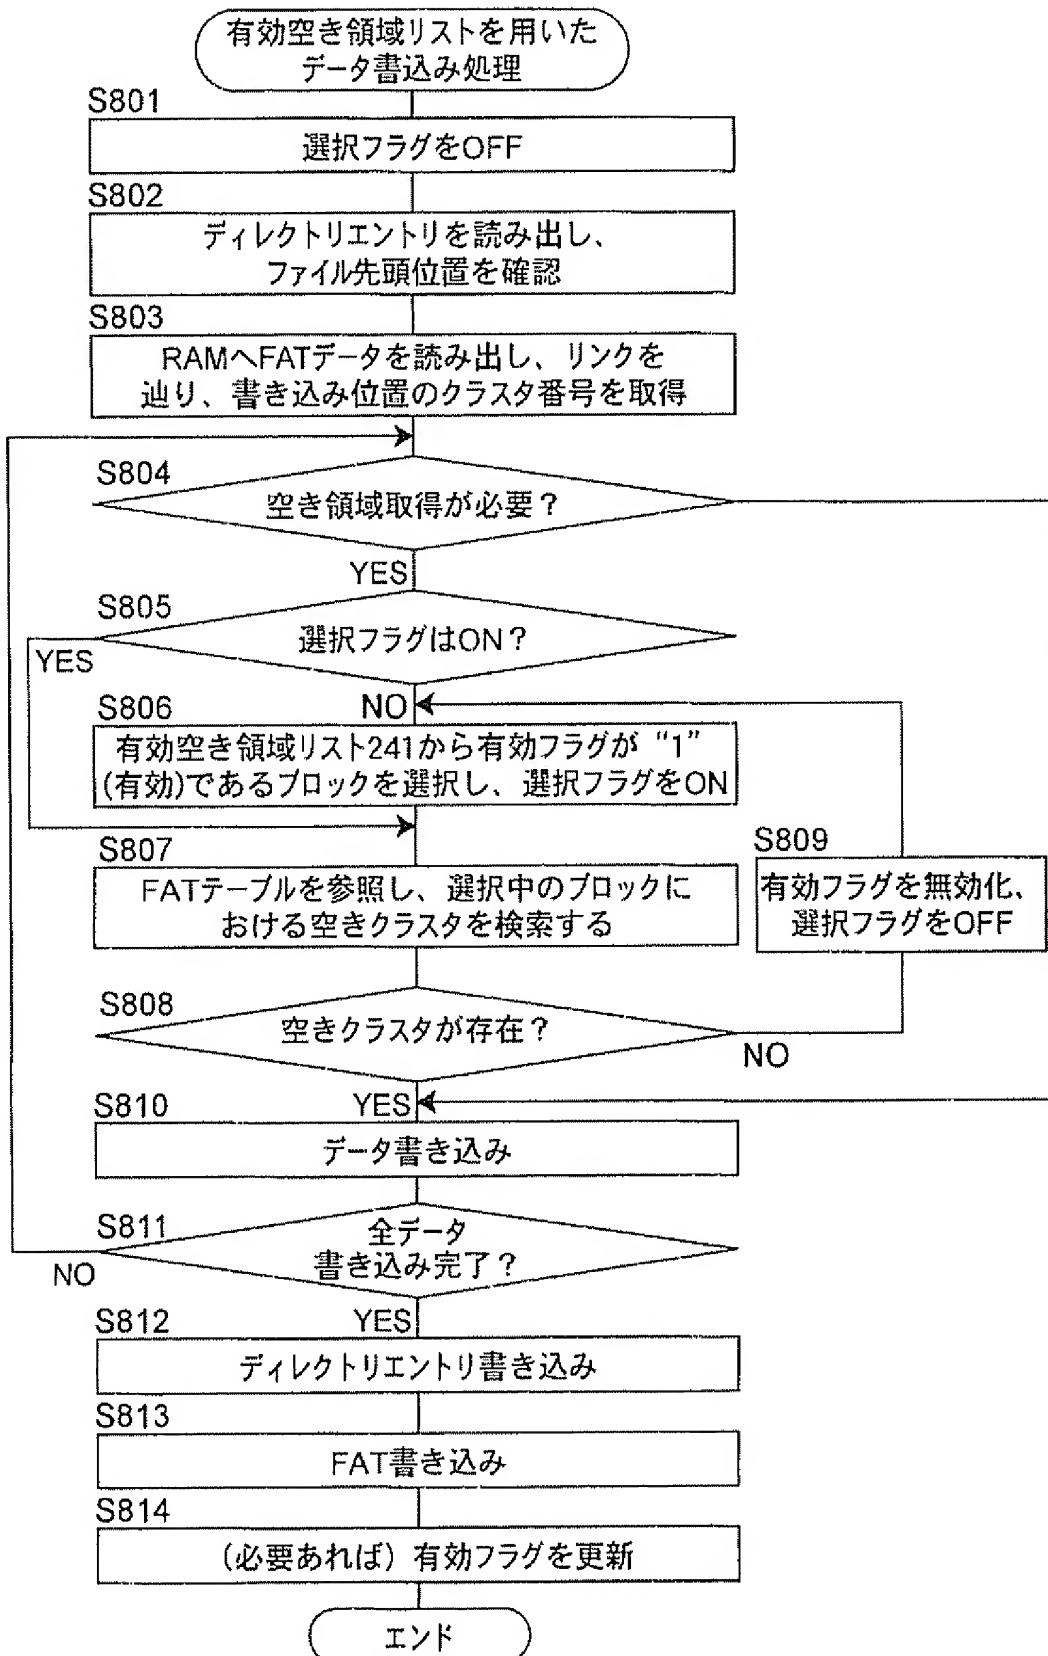 有効空き領域リストを用いた
データ書込み処理
S801
選択フラグをOFF
S802
ディレクトリエントリを読み出し、
ファイル先頭位置を確認
S803
RAMへFATデータを読み出し、リンクを
辿り、書き込み位置のクラスタ番号を取得
S804
空き領域取得が必要？
YES
S805
選択フラグはON？
YES
NO
S806
有効空き領域リスト241から有効フラグが“1”
(有効)であるブロックを選択し、選択フラグをON
S807
FATテーブルを参照し、選択中のブロックに
おける空きクラスタを検索する
S809
有効フラグを無効化、
選択フラグをOFF
S808
空きクラスタが存在？
NO
YES
S810
データ書き込み
S811
全データ
書き込み完了？
NO
YES
S812
ディレクトリエントリ書き込み
S813
FAT書き込み
S814
（必要あれば）有効フラグを更新
エンド